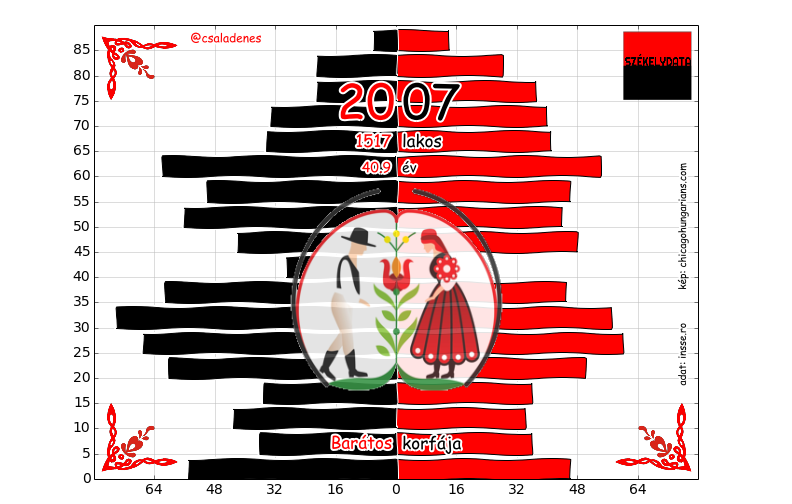 @csaladenes
SZÉKELYDATA
2007
1517 lakos
40.9 év
Barátos korfája
kép: chicagohungarians.com
adat: insse.ro
85
80
75
70
65
60
55
50
45
40
35
30
25
20
15
10
5
0
64 48 32 16 0 16 32 48 64